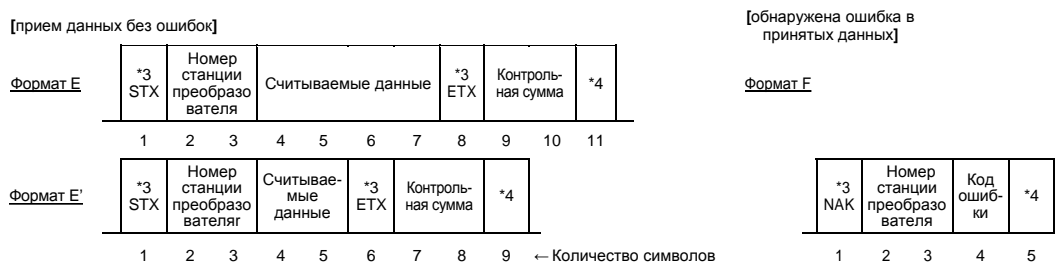 [прием данных без ошибок]
[обнаружена ошибка в
принятых данных]
Формат E
*3
STX
Номер
станции
преобразо
вателя
Считываемые данные
*3
ETX
Контроль-
ная сумма
*4
Формат F
1 2 3 4 5 6 7 8 9 10 11
Формат E'
*3
STX
Номер
станции
преобразо
вателяr
Считывае-
мые
данные
*3
ETX
Контроль-
ная сумма
*4
*3
NAK
Номер
станции
преобразо
вателя
Код
ошиб-
ки
*4
1 2 3 4 5 6 7 8 9 ← Количество символов
1 2 3 4 5